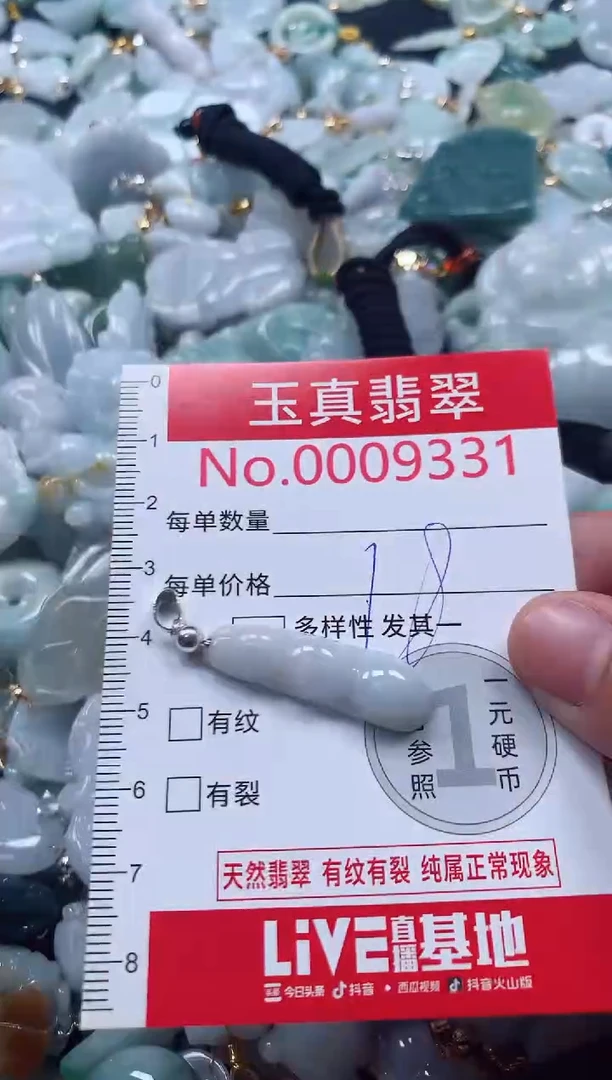 玉真翡翠
No.0009331
每单数量
每单价格
18
多样性 发其一
有纹
有裂
一元硬币
参照
1
天然翡翠 有纹有裂 纯属正常现象
LiVE直播基地
头条 今日头条 抖音 • 西瓜视频 抖音火山版
0
1
2
3
4
5
6
7
8